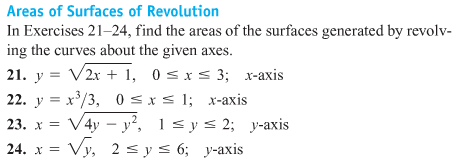 Areas of Surfaces of Revolution
In Exercises 21–24, find the areas of the surfaces generated by revolv-
ing the curves about the given axes.
21. y = √(2x + 1), 0 ≤ x ≤ 3; x-axis
22. y = x³/3, 0 ≤ x ≤ 1; x-axis
23. x = √(4y − y²), 1 ≤ y ≤ 2; y-axis
24. x = √y, 2 ≤ y ≤ 6; y-axis